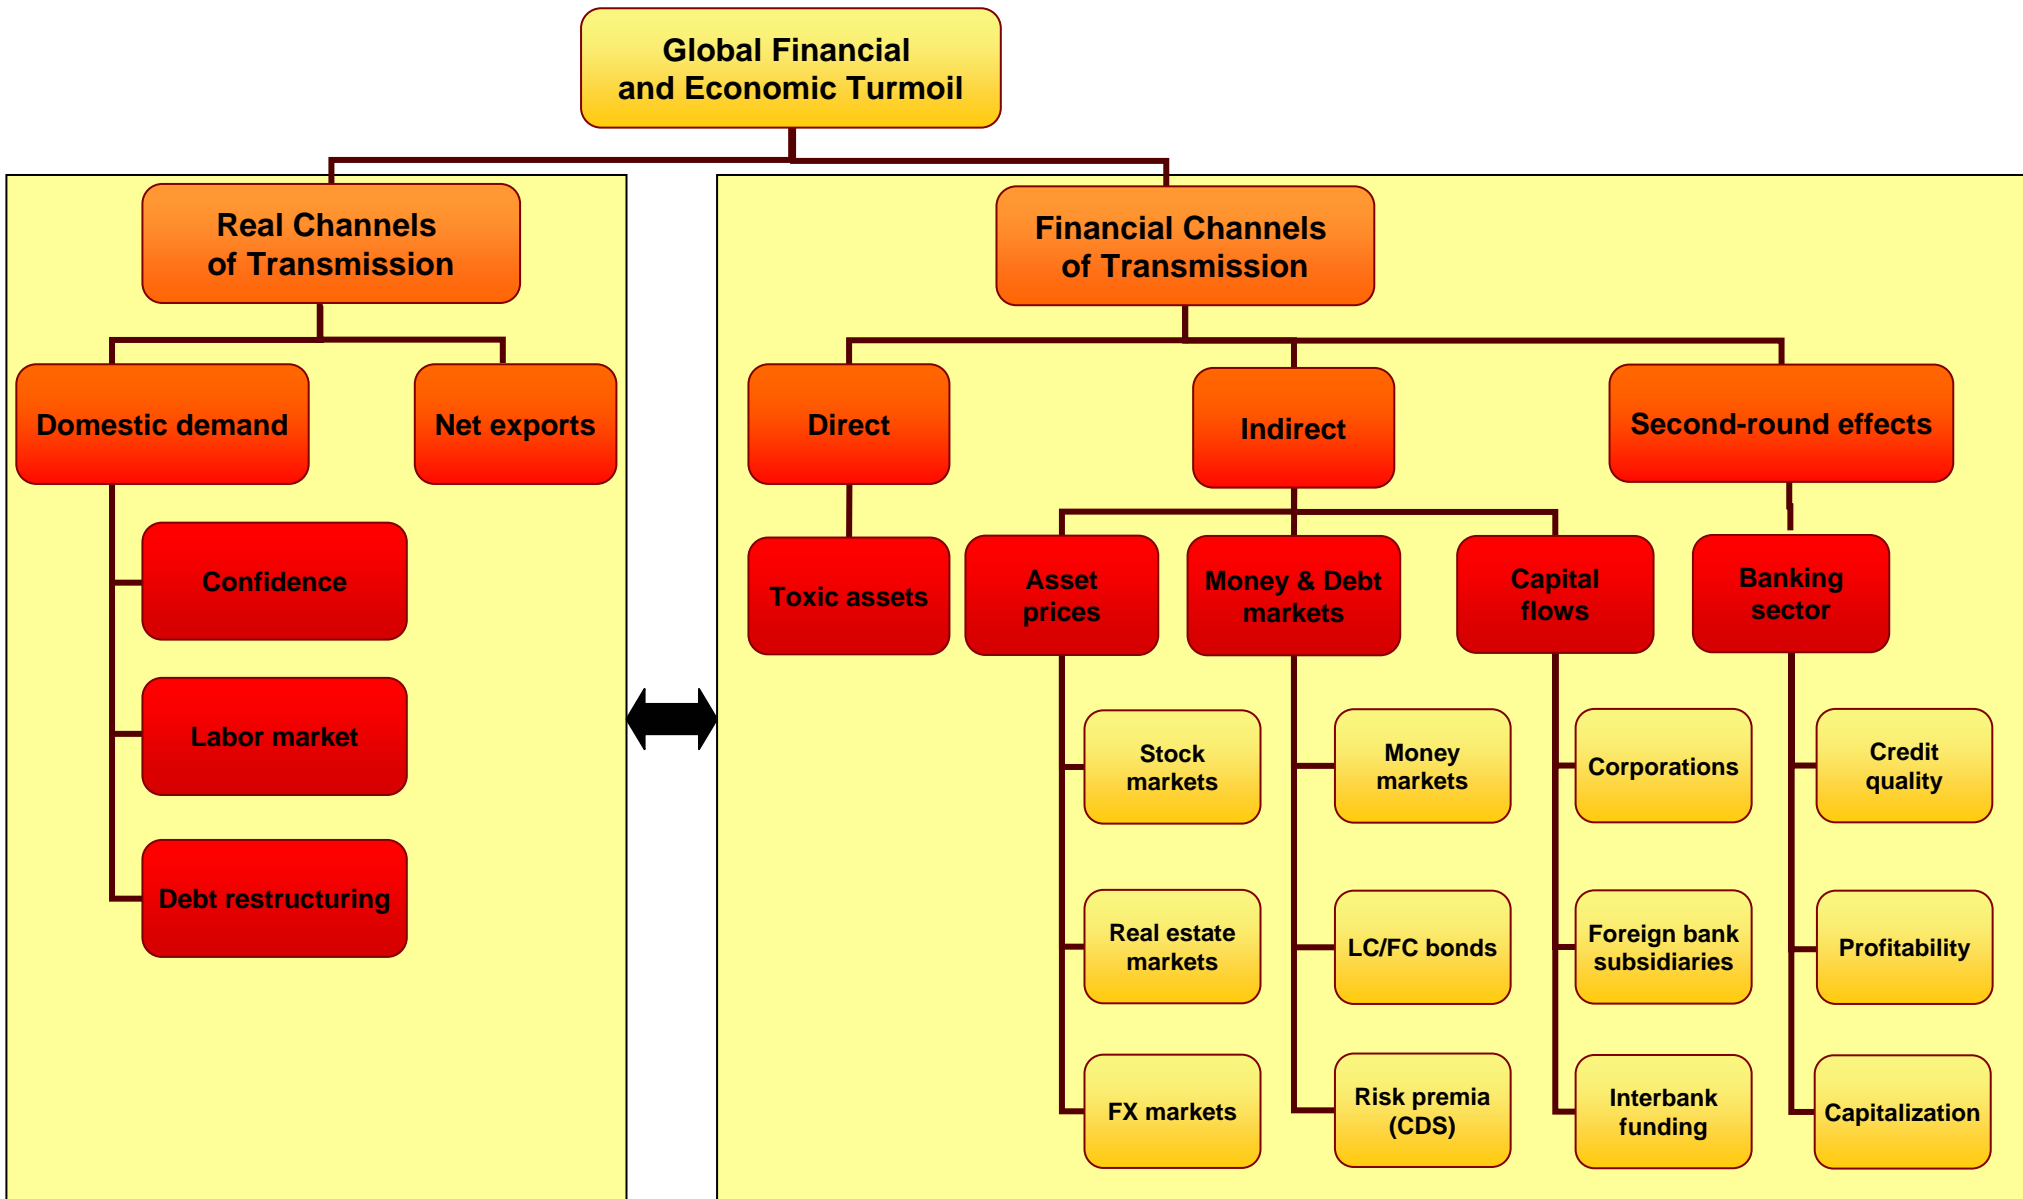 Global Financial
and Economic Turmoil
Real Channels
of Transmission
Financial Channels
of Transmission
Domestic demand
Net exports
Direct
Indirect
Second-round effects
Confidence
Labor market
Debt restructuring
Toxic assets
Asset
prices
Money & Debt
markets
Capital
flows
Banking
sector
Stock
markets
Money
markets
Corporations
Credit
quality
Real estate
markets
LC/FC bonds
Foreign bank
subsidiaries
Profitability
FX markets
Risk premia
(CDS)
Interbank
funding
Capitalization